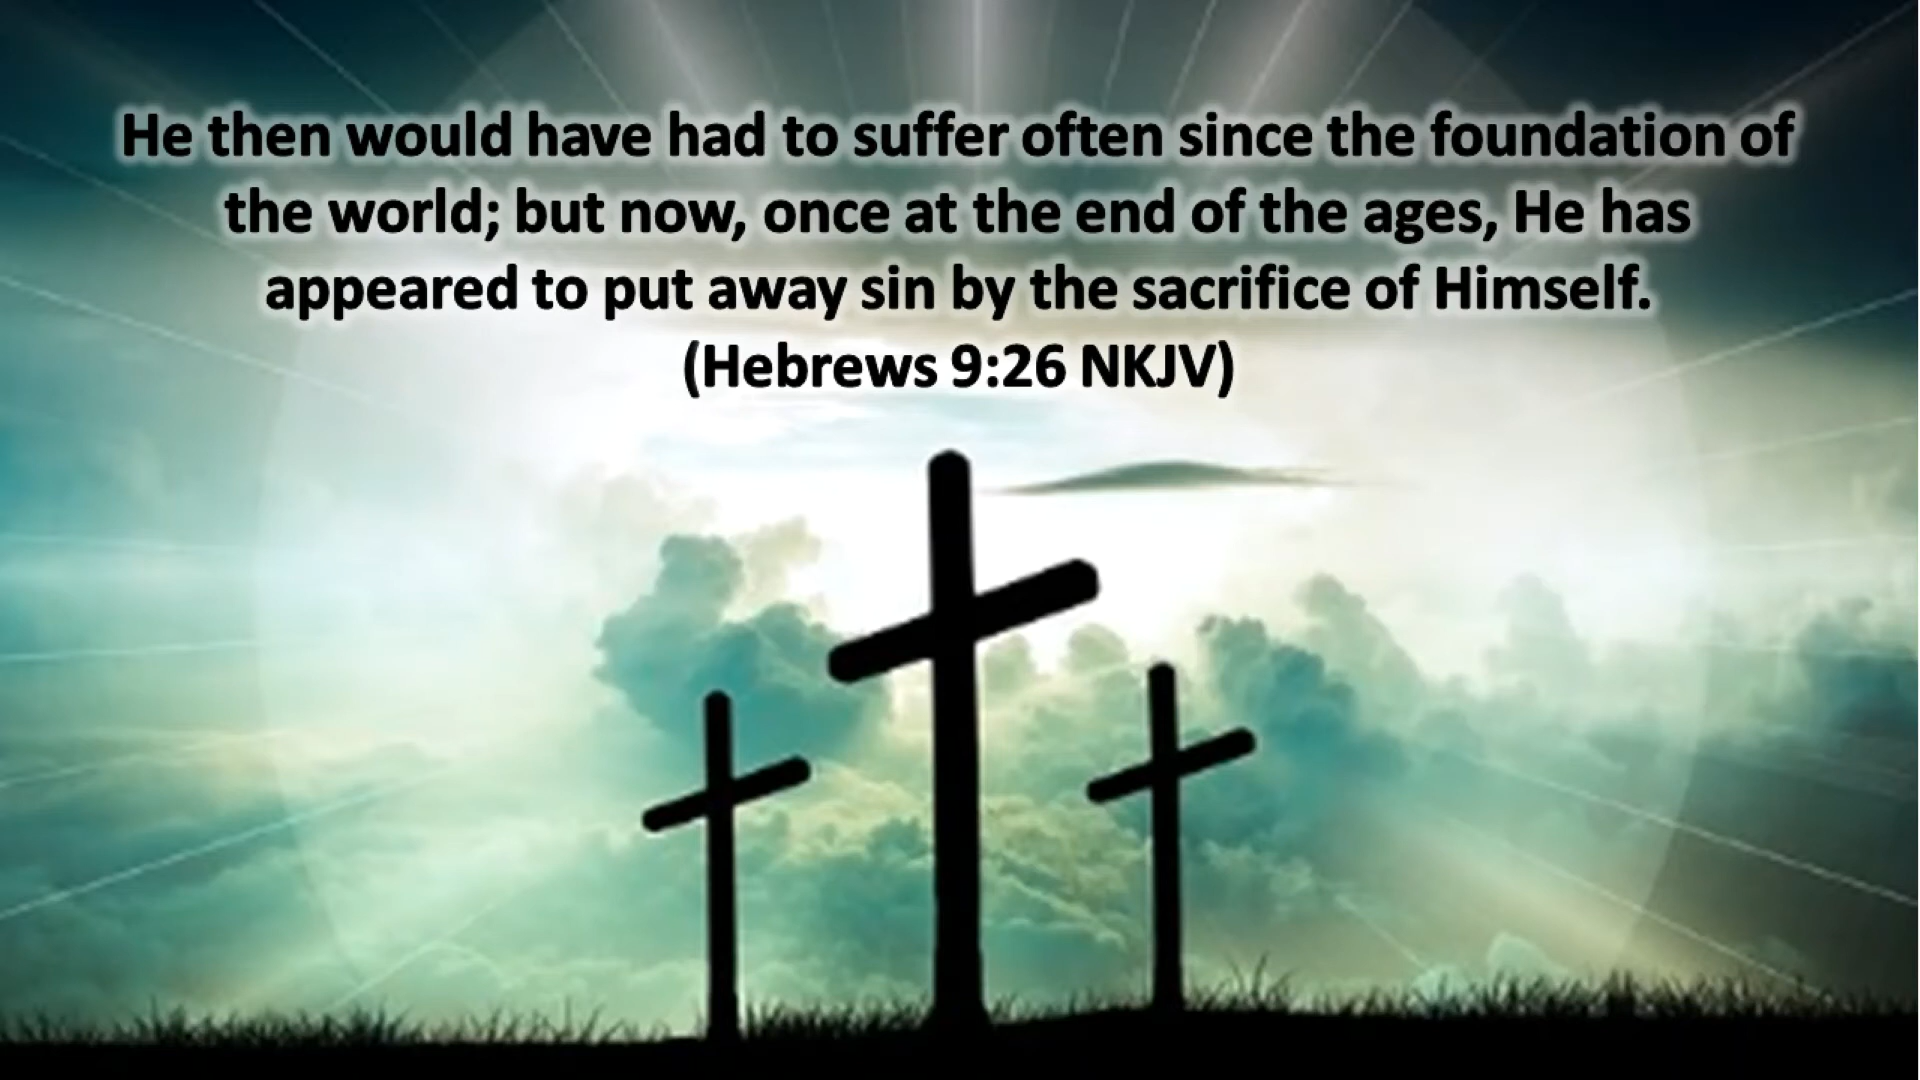 He then would have had to suffer often since the foundation of
the world; but now, once at the end of the ages, He has
appeared to put away sin by the sacrifice of Himself.
(Hebrews 9:26 NKJV)